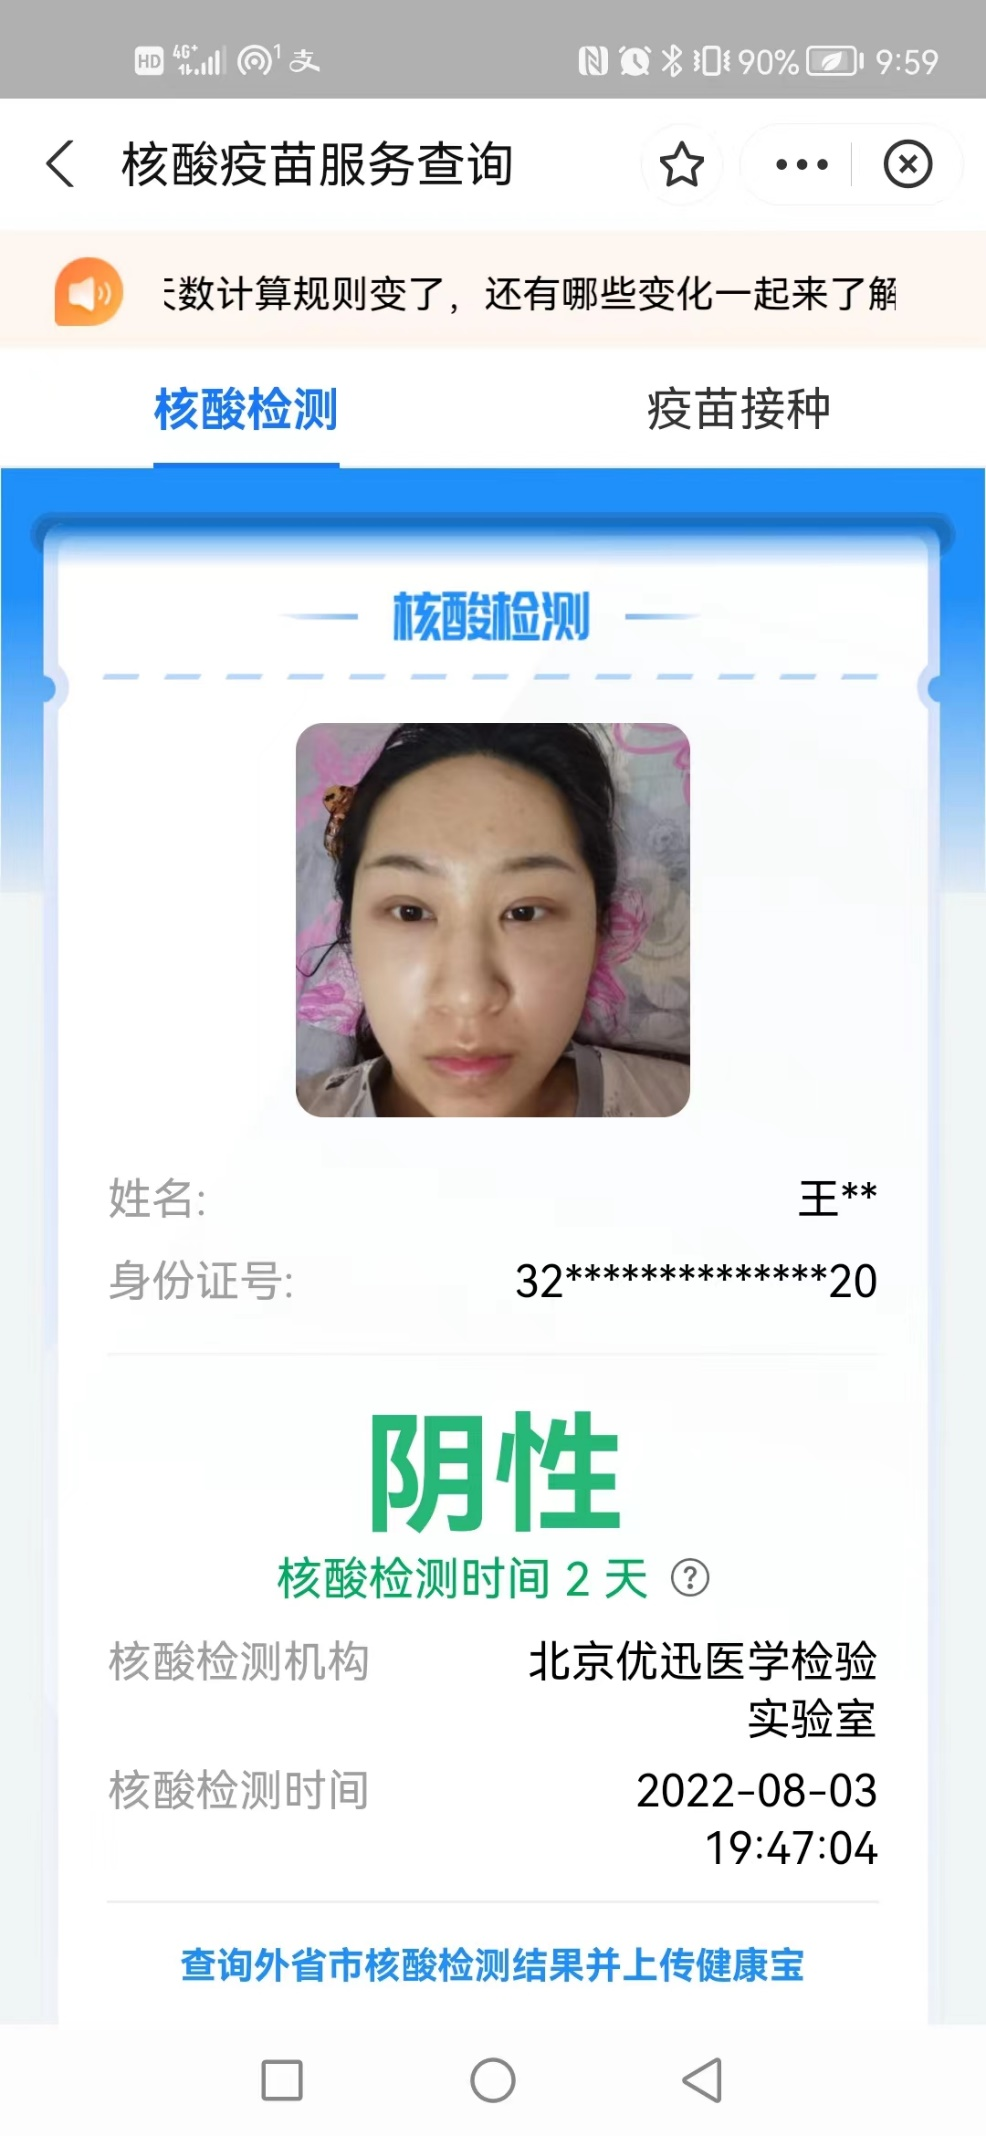 HD 4G+ 1 支 90% 9:59
核酸疫苗服务查询
数计算规则变了，还有哪些变化一起来了解
核酸检测 疫苗接种
核酸检测
姓名: 王**
身份证号: 32**************20
阴性
核酸检测时间 2 天 ?
核酸检测机构 北京优迅医学检验
实验室
核酸检测时间 2022-08-03
19:47:04
查询外省市核酸检测结果并上传健康宝